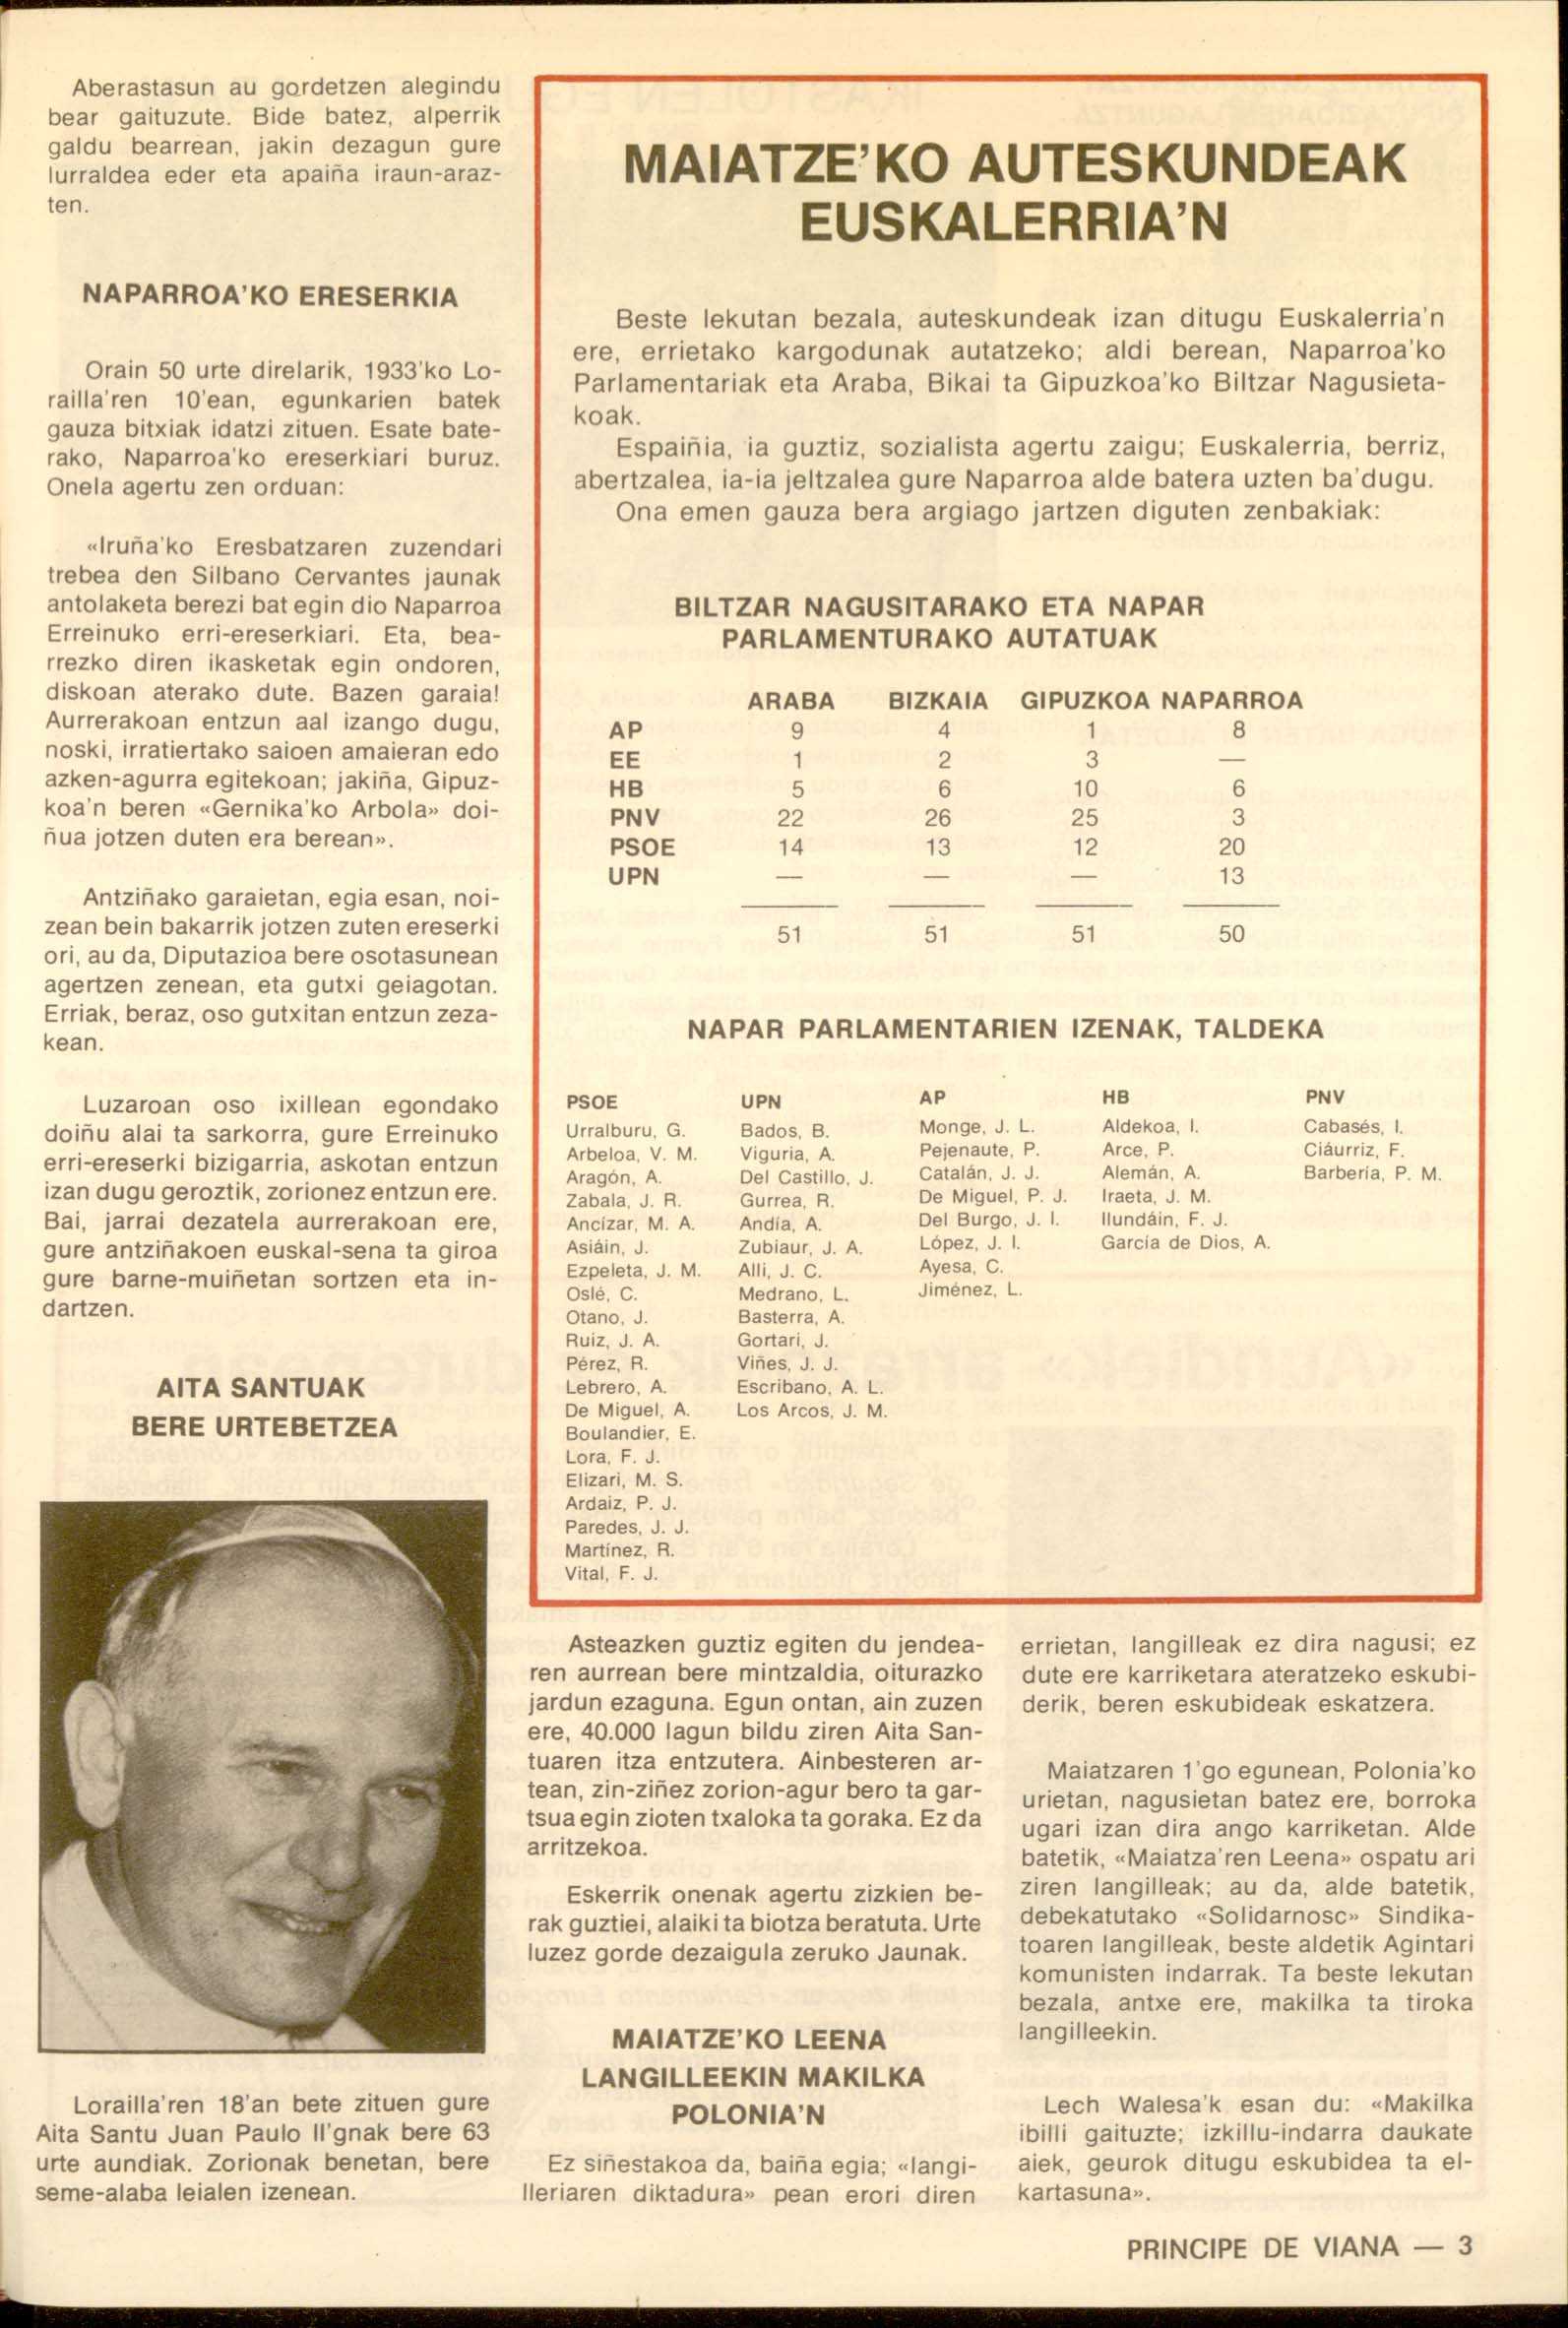 Aberastasun au gordetzen alegindu
bear gaituzute. Bide batez, alperrik
galdu bearrean, jakin dezagun gure
lurraldea eder eta apaiña iraun-araz-
ten.
NAPARROA'KO ERESERKIA
Orain 50 urte direlarik, 1933'ko Lo-
railla'ren 10'ean, egunkarien batek
gauza bitxiak idatzi zituen. Esate bate-
rako, Naparroa'ko ereserkiari buruz.
Onela agertu zen orduan:
«Iruña'ko Eresbatzaren zuzendari
trebea den Silbano Cervantes jaunak
antolaketa berezi bat egin dio Naparroa
Erreinuko erri-ereserkiari. Eta, bea-
rrezko diren ikasketak egin ondoren,
diskoan aterako dute. Bazen garaia!
Aurrerakoan entzun aal izango dugu,
noski, irratiertako saioen amaieran edo
azken-agurra egitekoan; jakiña, Gipuz-
koa'n beren «Gernika'ko Arbola» doi-
ñua jotzen duten era berean».
Antziñako garaietan, egia esan, noi-
zean bein bakarrik jotzen zuten ereserki
ori, au da, Diputazioa bere osotasunean
agertzen zenean, eta gutxi geiagotan.
Erriak, beraz, oso gutxitan entzun zeza-
kean.
Luzaroan oso ixillean egondako
doiñu alai ta sarkorra, gure Erreinuko
erri-ereserki bizigarria, askotan entzun
izan dugu geroztik, zorionez entzun ere.
Bai, jarrai dezatela aurrerakoan ere,
gure antziñakoen euskal-sena ta giroa
gure barne-muiñetan sortzen eta in-
dartzen.
AITA SANTUAK
BERE URTEBETZEA
Lorailla'ren 18'an bete zituen gure
Aita Santu Juan Paulo II'gnak bere 63
urte aundiak. Zorionak benetan, bere
seme-alaba leialen izenean.
MAIATZE'KO AUTESKUNDEAK
EUSKALERRIA'N
Beste lekutan bezala, auteskundeak izan ditugu Euskalerria'n
ere, errietako kargodunak autatzeko; aldi berean, Naparroa'ko
Parlamentariak eta Araba, Bikai ta Gipuzkoa'ko Biltzar Nagusieta-
koak.
Espaiñia, ia guztiz, sozialista agertu zaigu; Euskalerria, berriz,
abertzalea, ia-ia jeltzalea gure Naparroa alde batera uzten ba'dugu.
Ona emen gauza bera argiago jartzen diguten zenbakiak:
BILTZAR NAGUSITARAKO ETA NAPAR
PARLAMENTURAKO AUTATUAK
ARABA BIZKAIA GIPUZKOA NAPARROA
AP 9 4 1 8
EE 1 2 3 —
HB 5 6 10 6
PNV 22 26 25 3
PSOE 14 13 12 20
UPN — — — 13
51 51 51 50
NAPAR PARLAMENTARIEN IZENAK, TALDEKA
PSOE
Urralburu, G.
Arbeloa, V. M.
Aragón, A.
Zabala, J. R.
Ancízar, M. A.
Asiáin, J.
Ezpeleta, J. M.
Oslé, C.
Otano, J.
Ruiz, J. A.
Pérez, R.
Lebrero, A.
De Miguel, A.
Boulandier, E.
Lora, F. J.
Elizari, M. S.
Ardaiz, P. J.
Paredes, J. J.
Martínez, R.
Vital, F. J.
UPN
Bados, B.
Viguria, A.
Del Castillo, J.
Gurrea, R.
Andía, A.
Zubiaur, J. A.
Alli, J. C.
Medrano, L.
Basterra, A.
Gortari, J.
Viñes, J. J.
Escribano, A. L.
Los Arcos, J. M.
AP
Monge, J. L.
Pejenaute, P.
Catalán, J. J.
De Miguel, P. J.
Del Burgo, J. I.
López, J. I.
Ayesa, C.
Jiménez, L.
HB
Aldekoa, I.
Arce, P.
Alemán, A.
Iraeta, J. M.
Ilundáin, F. J.
García de Dios, A.
PNV
Cabasés, I.
Ciáurriz, F.
Barbería, P. M.
Asteazken guztiz egiten du jendea-
ren aurrean bere mintzaldia, oiturazko
jardun ezaguna. Egun ontan, ain zuzen
ere, 40.000 lagun bildu ziren Aita San-
tuaren itza entzutera. Ainbesteren ar-
tean, zin-ziñez zorion-agur bero ta gar-
tsua egin zioten txaloka ta goraka. Ez da
arritzekoa.
Eskerrik onenak agertu zizkien be-
rak guztiei, alaiki ta biotza beratuta. Urte
luzez gorde dezaigula zeruko Jaunak.
MAIATZE'KO LEENA
LANGILLEEKIN MAKILKA
POLONIA'N
Ez siñestakoa da, baiña egia; «langi-
lleriaren diktadura» pean erori diren
errietan, langilleak ez dira nagusi; ez
dute ere karriketara ateratzeko eskubi-
derik, beren eskubideak eskatzera.
Maiatzaren 1'go egunean, Polonia'ko
urietan, nagusietan batez ere, borroka
ugari izan dira ango karriketan. Alde
batetik, «Maiatza'ren Leena» ospatu ari
ziren langilleak; au da, alde batetik,
debekatutako «Solidarnosc» Sindika-
toaren langilleak, beste aldetik Agintari
komunisten indarrak. Ta beste lekutan
bezala, antxe ere, makilka ta tiroka
langilleekin.
Lech Walesa'k esan du: «Makilka
ibilli gaituzte; izkillu-indarra daukate
aiek, geurok ditugu eskubidea ta el-
kartasuna».
PRINCIPE DE VIANA — 3